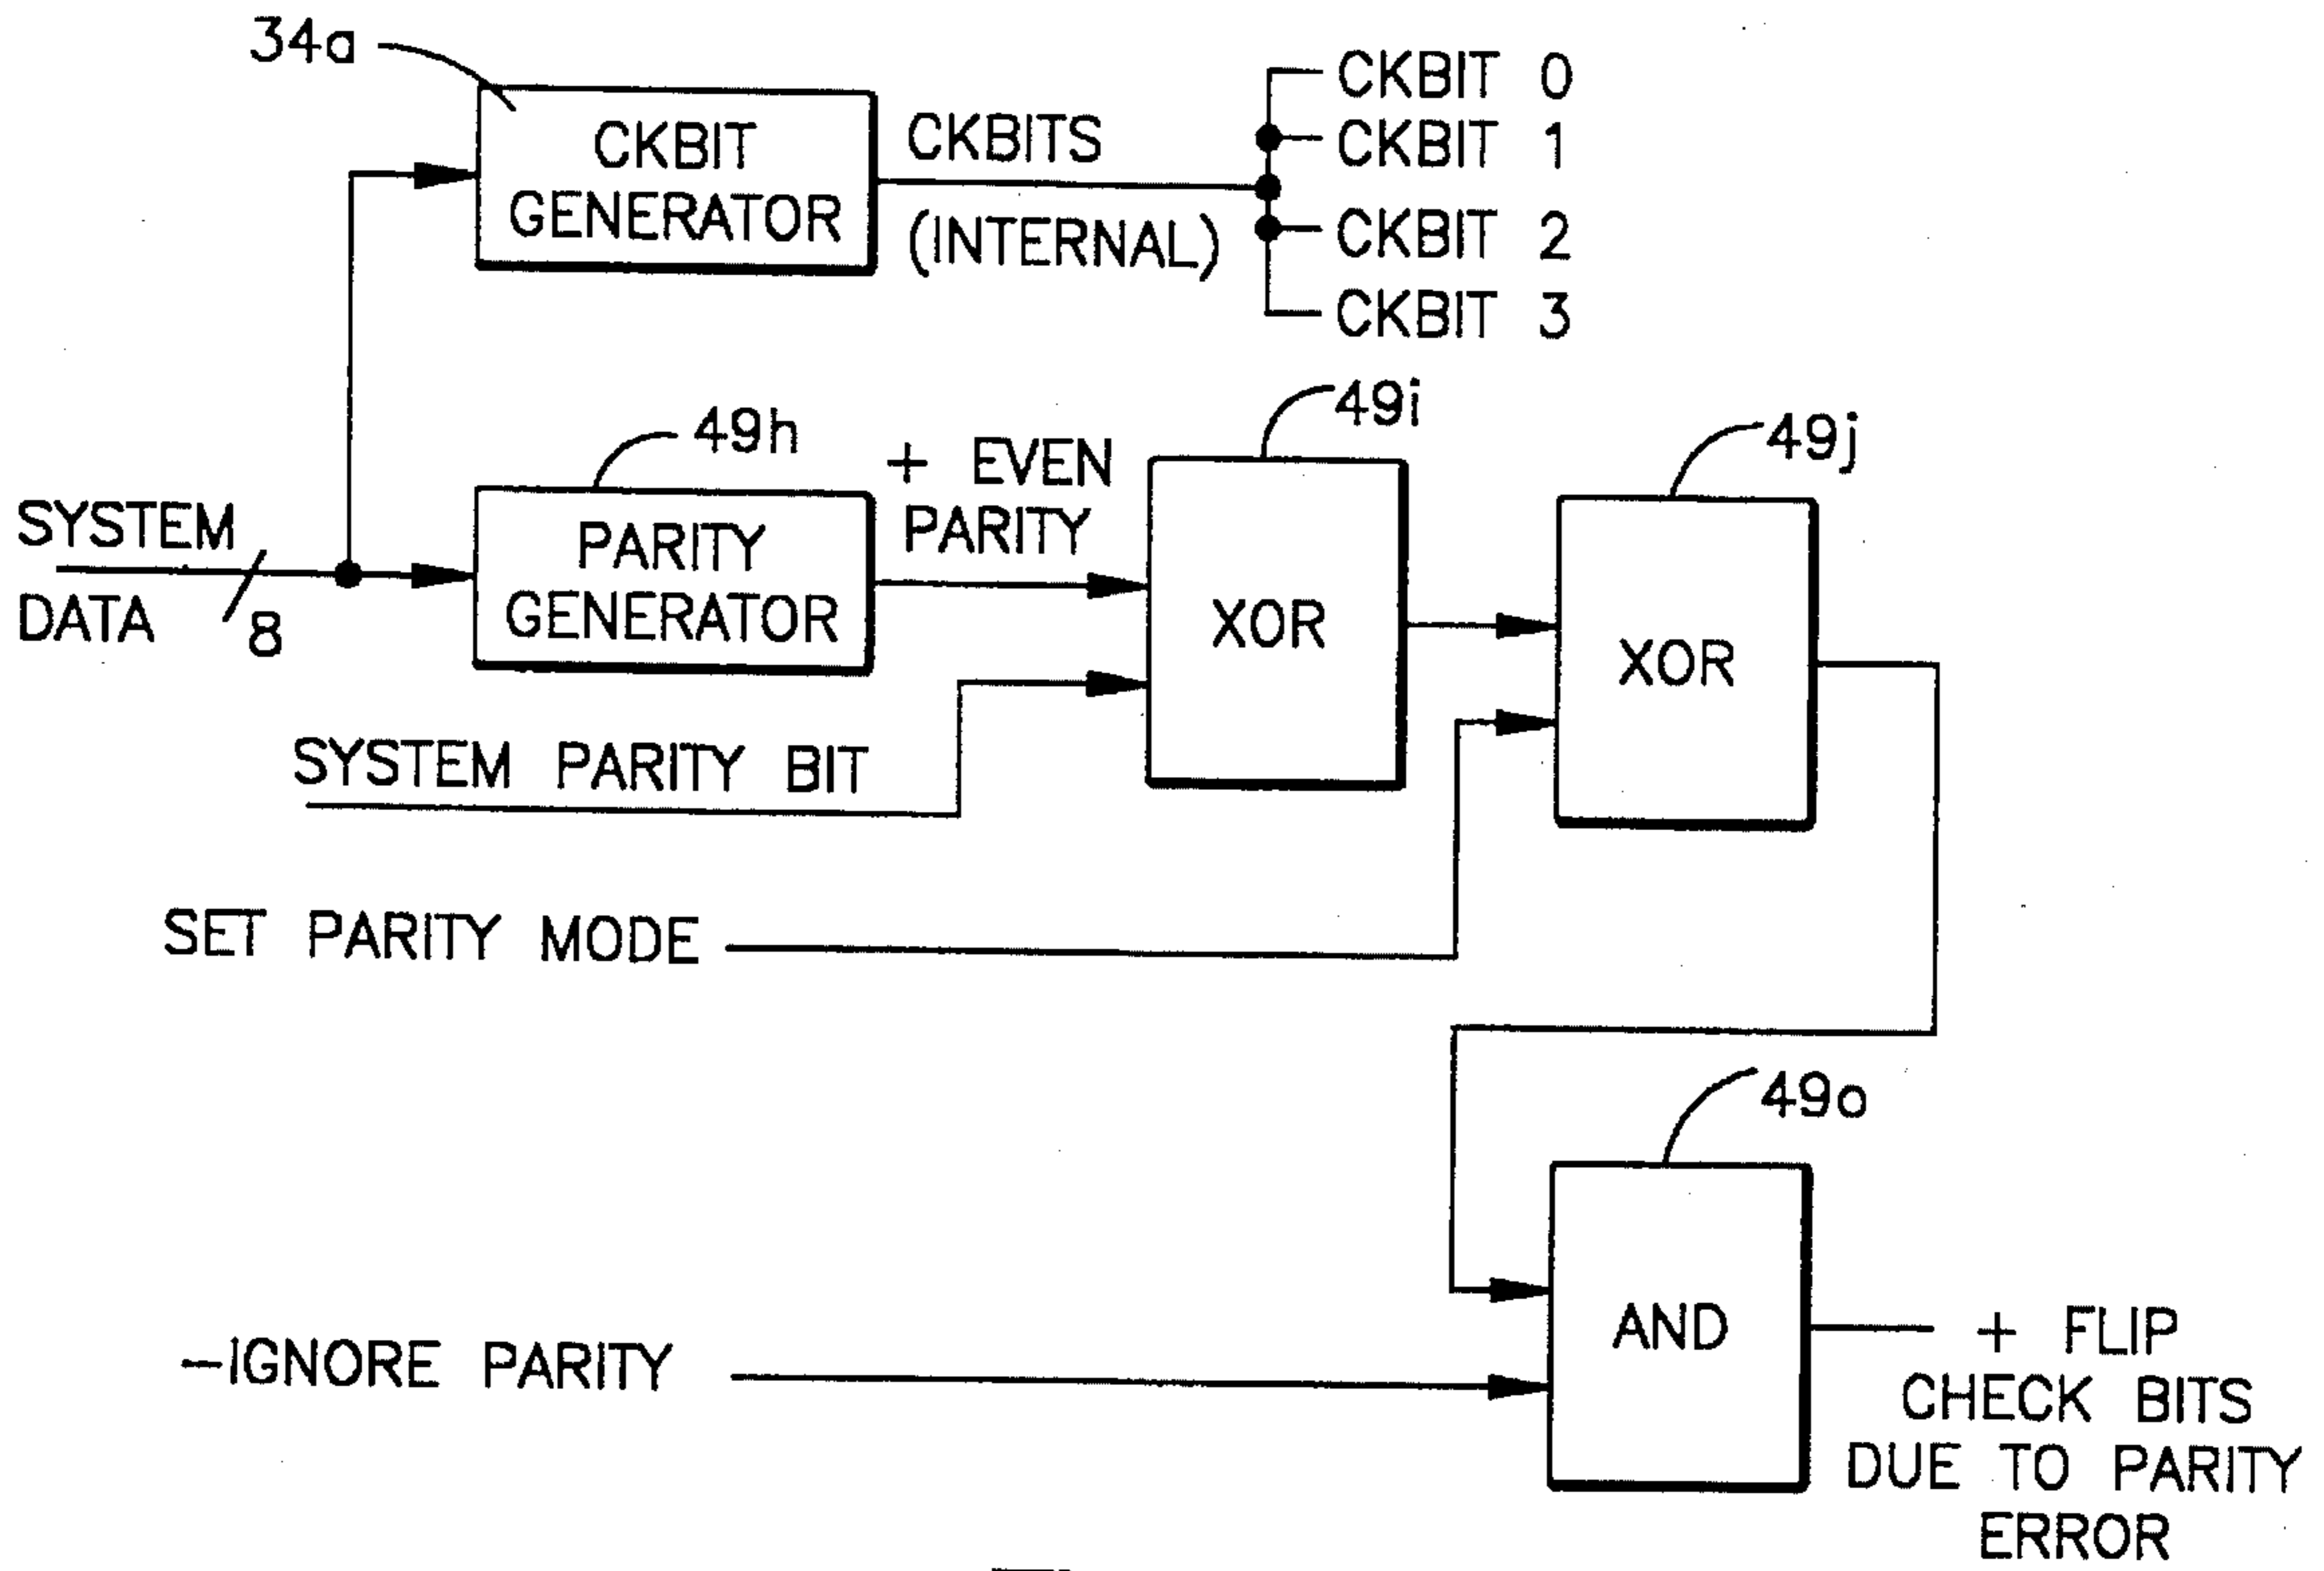 34a
CKBIT
GENERATOR
CKBITS
(INTERNAL)
CKBIT 0
CKBIT 1
CKBIT 2
CKBIT 3
SYSTEM
DATA
8
49h
PARITY
GENERATOR
+ EVEN
PARITY
49i
XOR
49j
XOR
SYSTEM PARITY BIT
SET PARITY MODE
49o
AND
-IGNORE PARITY
+ FLIP
CHECK BITS
DUE TO PARITY
ERROR